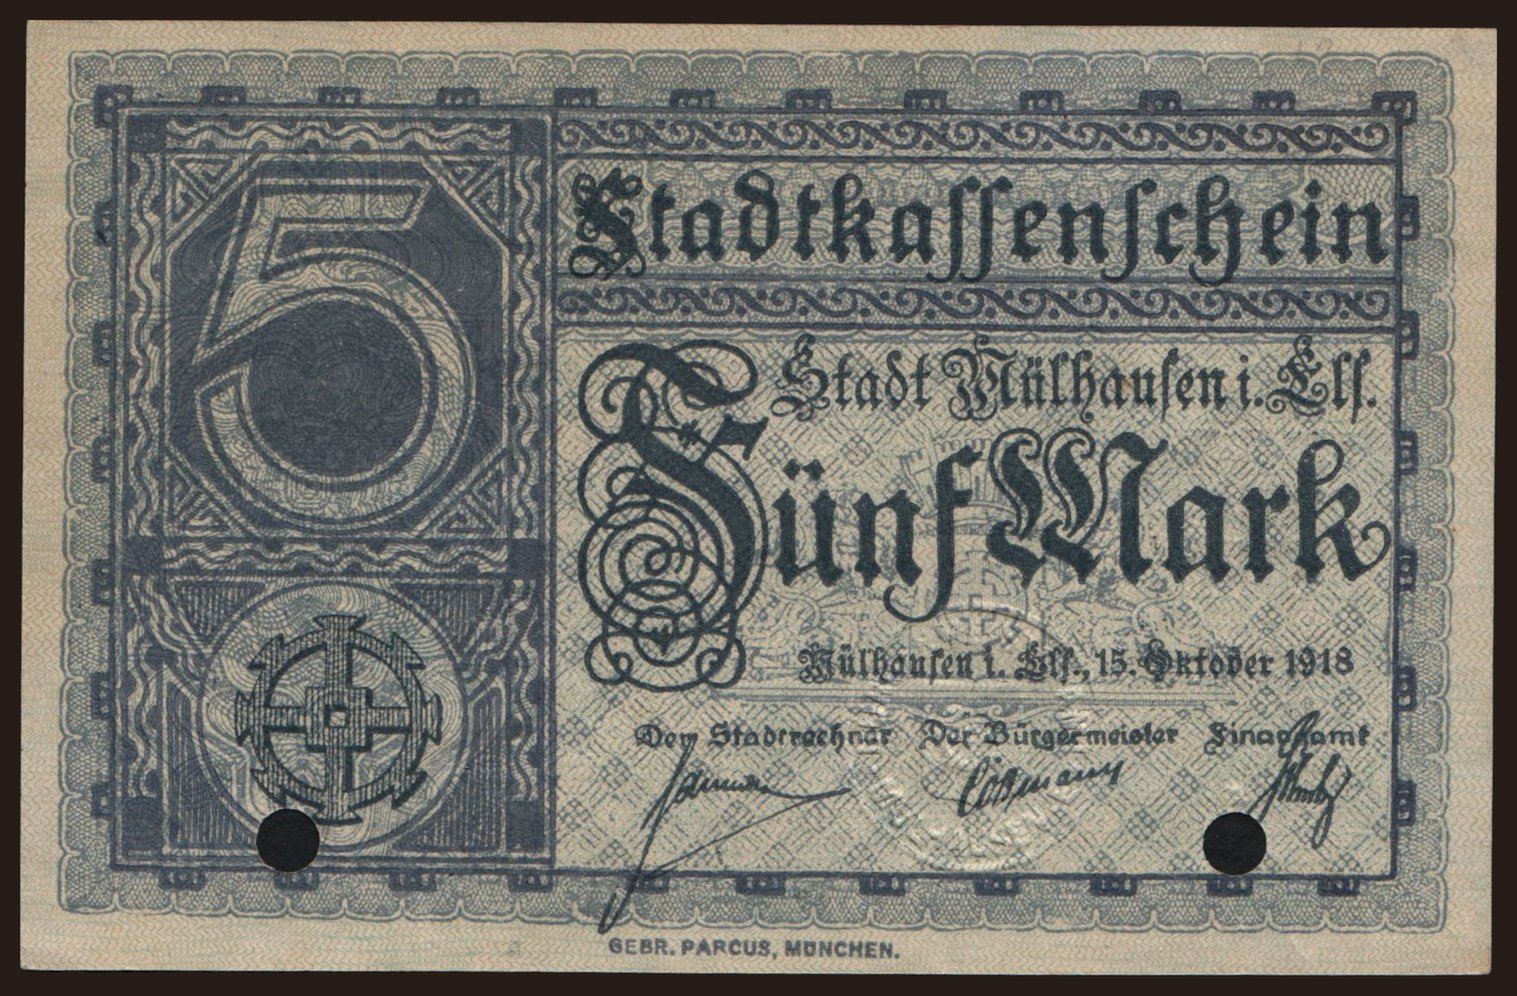 5
Stadtkassenschein
Stadt Mülhausen i. Els.
Fünf Mark
Mülhausen i. Els., 15. Oktober 1918
Der Stadtrechner Der Bürgermeister Finanzamt
GEBR. PARCUS, MÜNCHEN.